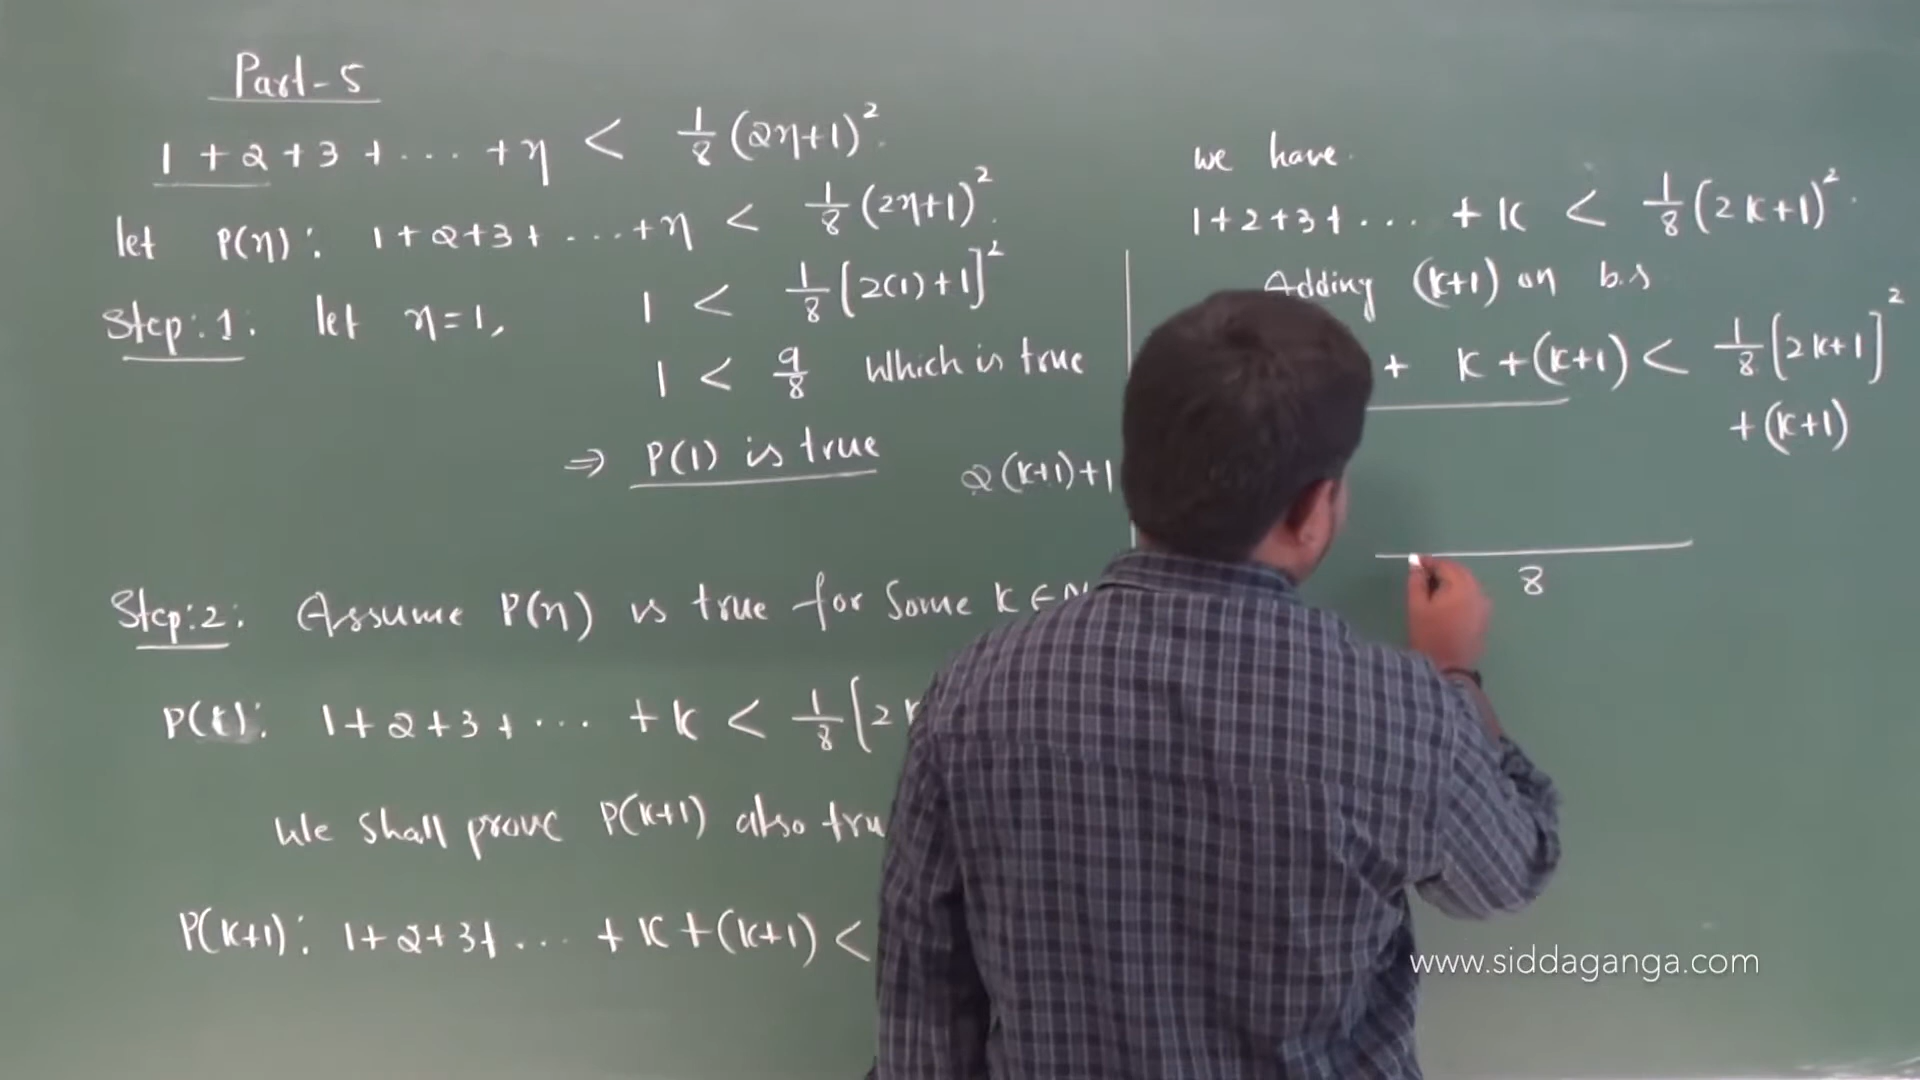 Part-5
1 + 2 + 3 + ... + η < 1/8 (2η+1)²
let P(η): 1+2+3+ ...+η < 1/8 (2η+1)².
Step:1: let η=1, 1 < 1/8 [2(1)+1]²
1 < 9/8 Which is true
⇒ P(1) is true
2(k+1)+1
Step:2: Assume P(η) is true for Some K ∈ N
P(k): 1+2+3+ ... +K < 1/8 [2
We shall prove P(k+1) also
P(k+1): 1+2+3+ ... + K+(k+1) <
we have.
1+2+3+ ... + K < 1/8 (2k+1)².
Adding (k+1) on b.s
+ K +(k+1) < 1/8 [2k+1]²
+(k+1)
8
www.siddaganga.com